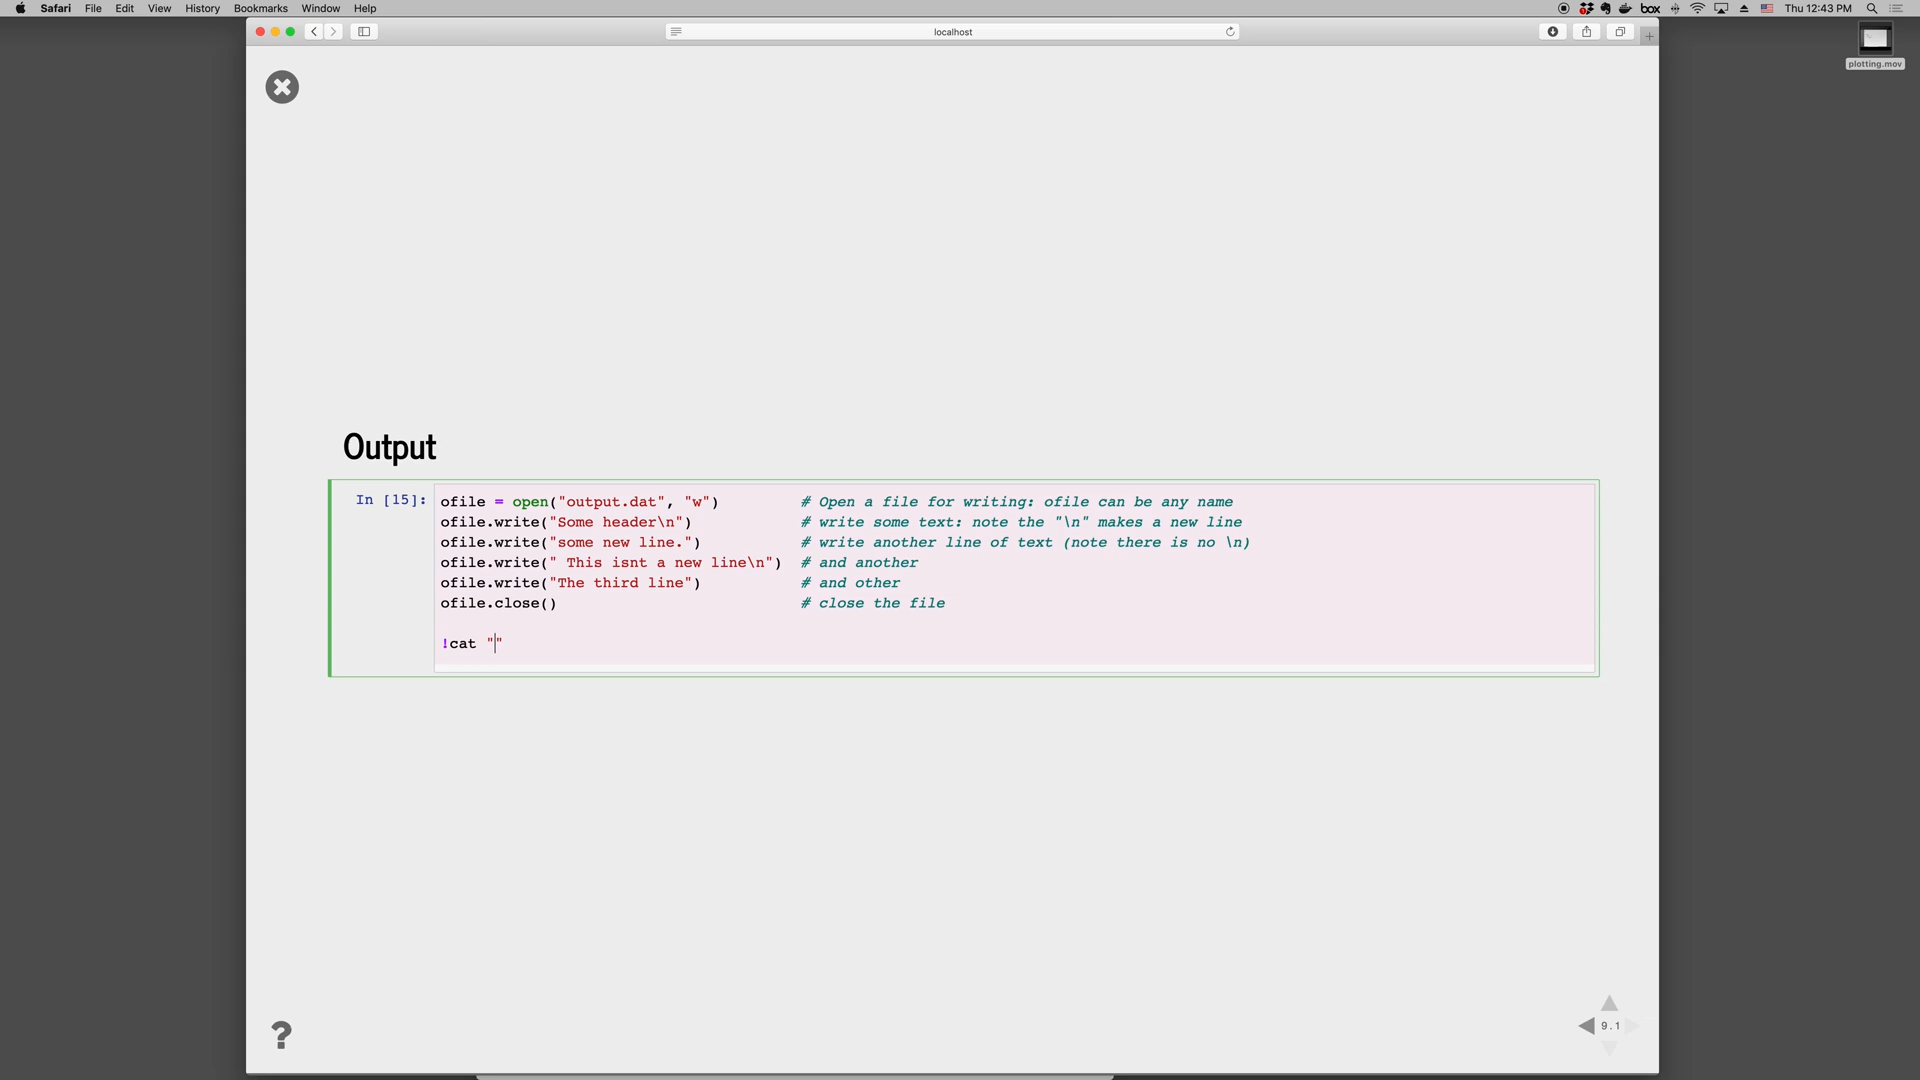 Safari File Edit View History Bookmarks Window Help box Thu 12:43 PM
localhost
plotting.mov
Output
In [15]: ofile = open("output.dat", "w") # Open a file for writing: ofile can be any name
ofile.write("Some header\n") # write some text: note the "\n" makes a new line
ofile.write("some new line.") # write another line of text (note there is no \n)
ofile.write(" This isnt a new line\n") # and another
ofile.write("The third line") # and other
ofile.close() # close the file
!cat ""
?
9.1